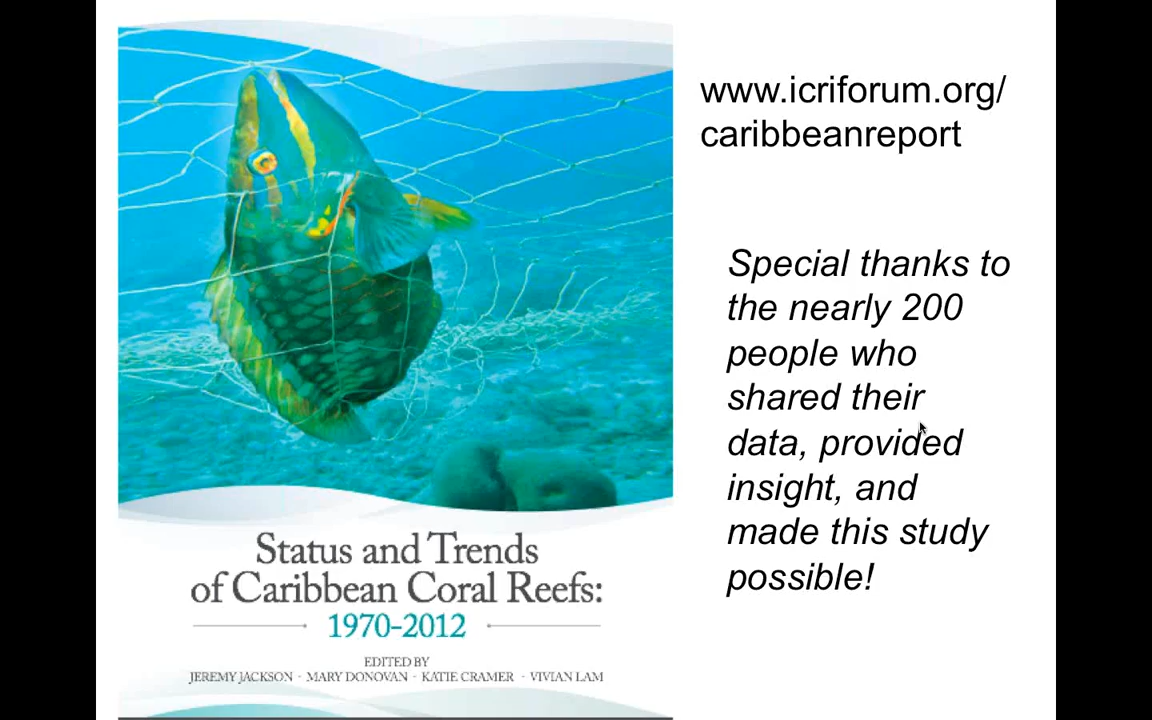 www.icriforum.org/
caribbeanreport
Special thanks to
the nearly 200
people who
shared their
data, provided
insight, and
made this study
possible!
Status and Trends
of Caribbean Coral Reefs:
1970-2012
EDITED BY
JEREMY JACKSON · MARY DONOVAN · KATIE CRAMER · VIVIAN LAM